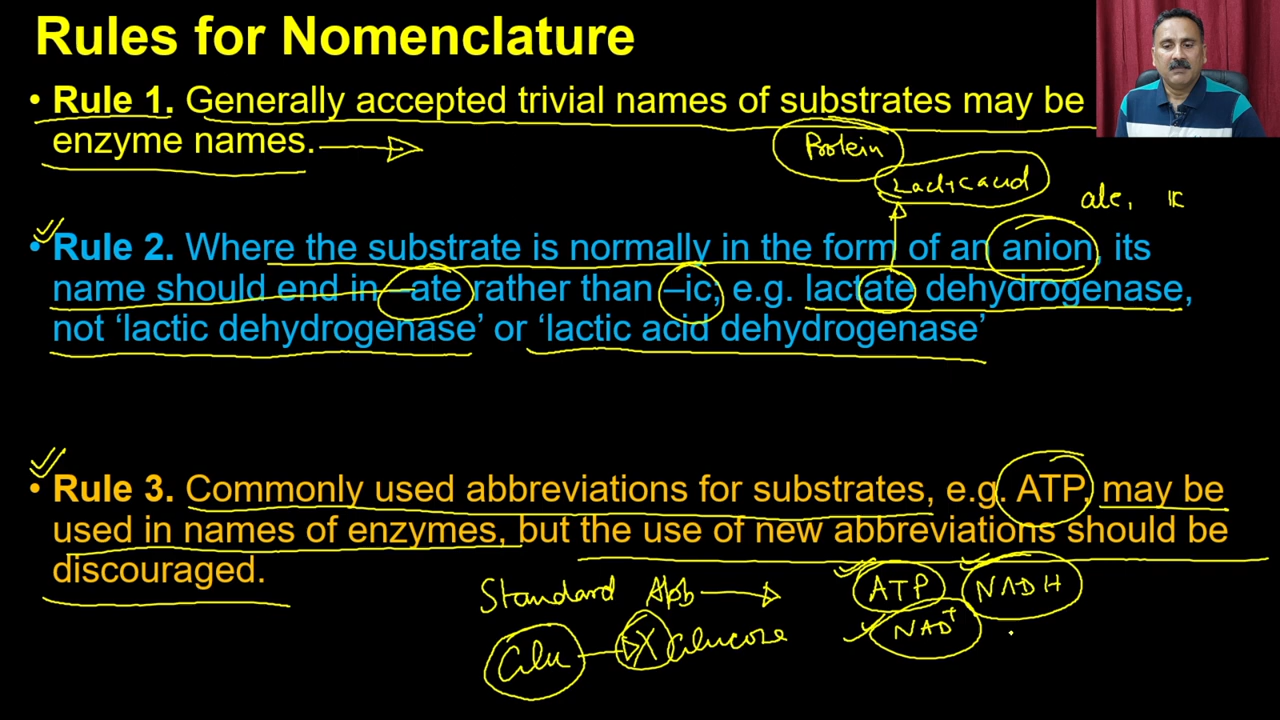 Rules for Nomenclature
• Rule 1. Generally accepted trivial names of substrates may be
enzyme names.
Protein
Lactic acid
ate, ic
• Rule 2. Where the substrate is normally in the form of an anion, its
name should end in –ate rather than –ic; e.g. lactate dehydrogenase,
not ‘lactic dehydrogenase’ or ‘lactic acid dehydrogenase’
• Rule 3. Commonly used abbreviations for substrates, e.g. ATP, may be
used in names of enzymes, but the use of new abbreviations should be
discouraged.
Standard Abb ATP NADH
Glu X Glucose NAD+